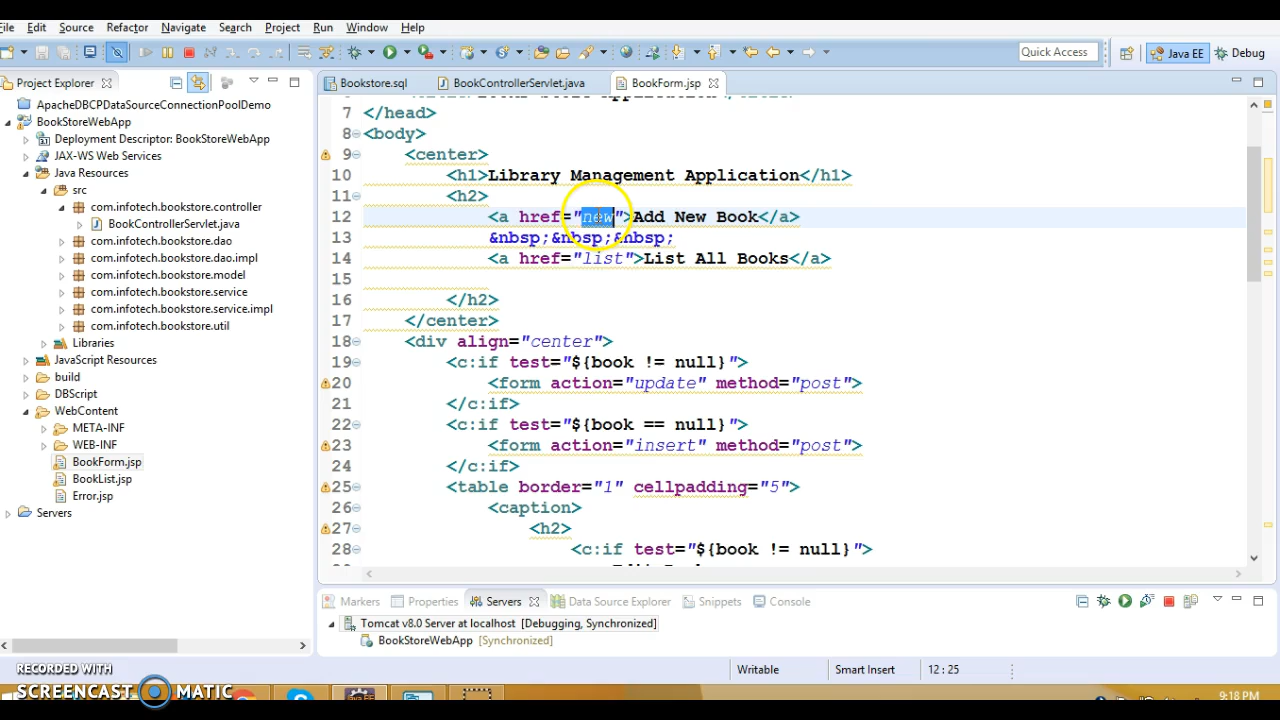 File Edit Source Refactor Navigate Search Project Run Window Help
Quick Access
Java EE
Debug
Project Explorer
ApacheDBCPDataSourceConnectionPoolDemo
BookStoreWebApp
Deployment Descriptor: BookStoreWebApp
JAX-WS Web Services
Java Resources
src
com.infotech.bookstore.controller
BookControllerServlet.java
com.infotech.bookstore.dao
com.infotech.bookstore.dao.impl
com.infotech.bookstore.model
com.infotech.bookstore.service
com.infotech.bookstore.service.impl
com.infotech.bookstore.util
Libraries
JavaScript Resources
build
DBScript
WebContent
META-INF
WEB-INF
BookForm.jsp
BookList.jsp
Error.jsp
Servers
Bookstore.sql
BookControllerServlet.java
BookForm.jsp
7 </head>
8 <body>
9 <center>
10 <h1>Library Management Application</h1>
11 <h2>
12 <a href="new">Add New Book</a>
13 &nbsp;&nbsp;&nbsp;
14 <a href="list">List All Books</a>
15
16 </h2>
17 </center>
18 <div align="center">
19 <c:if test="${book != null}">
20 <form action="update" method="post">
21 </c:if>
22 <c:if test="${book == null}">
23 <form action="insert" method="post">
24 </c:if>
25 <table border="1" cellpadding="5">
26 <caption>
27 <h2>
28 <c:if test="${book != null}">
Markers Properties Servers Data Source Explorer Snippets Console
Tomcat v8.0 Server at localhost [Debugging, Synchronized]
BookStoreWebApp [Synchronized]
Writable Smart Insert 12 : 25
RECORDED WITH
SCREENCAST MATIC
9:18 PM